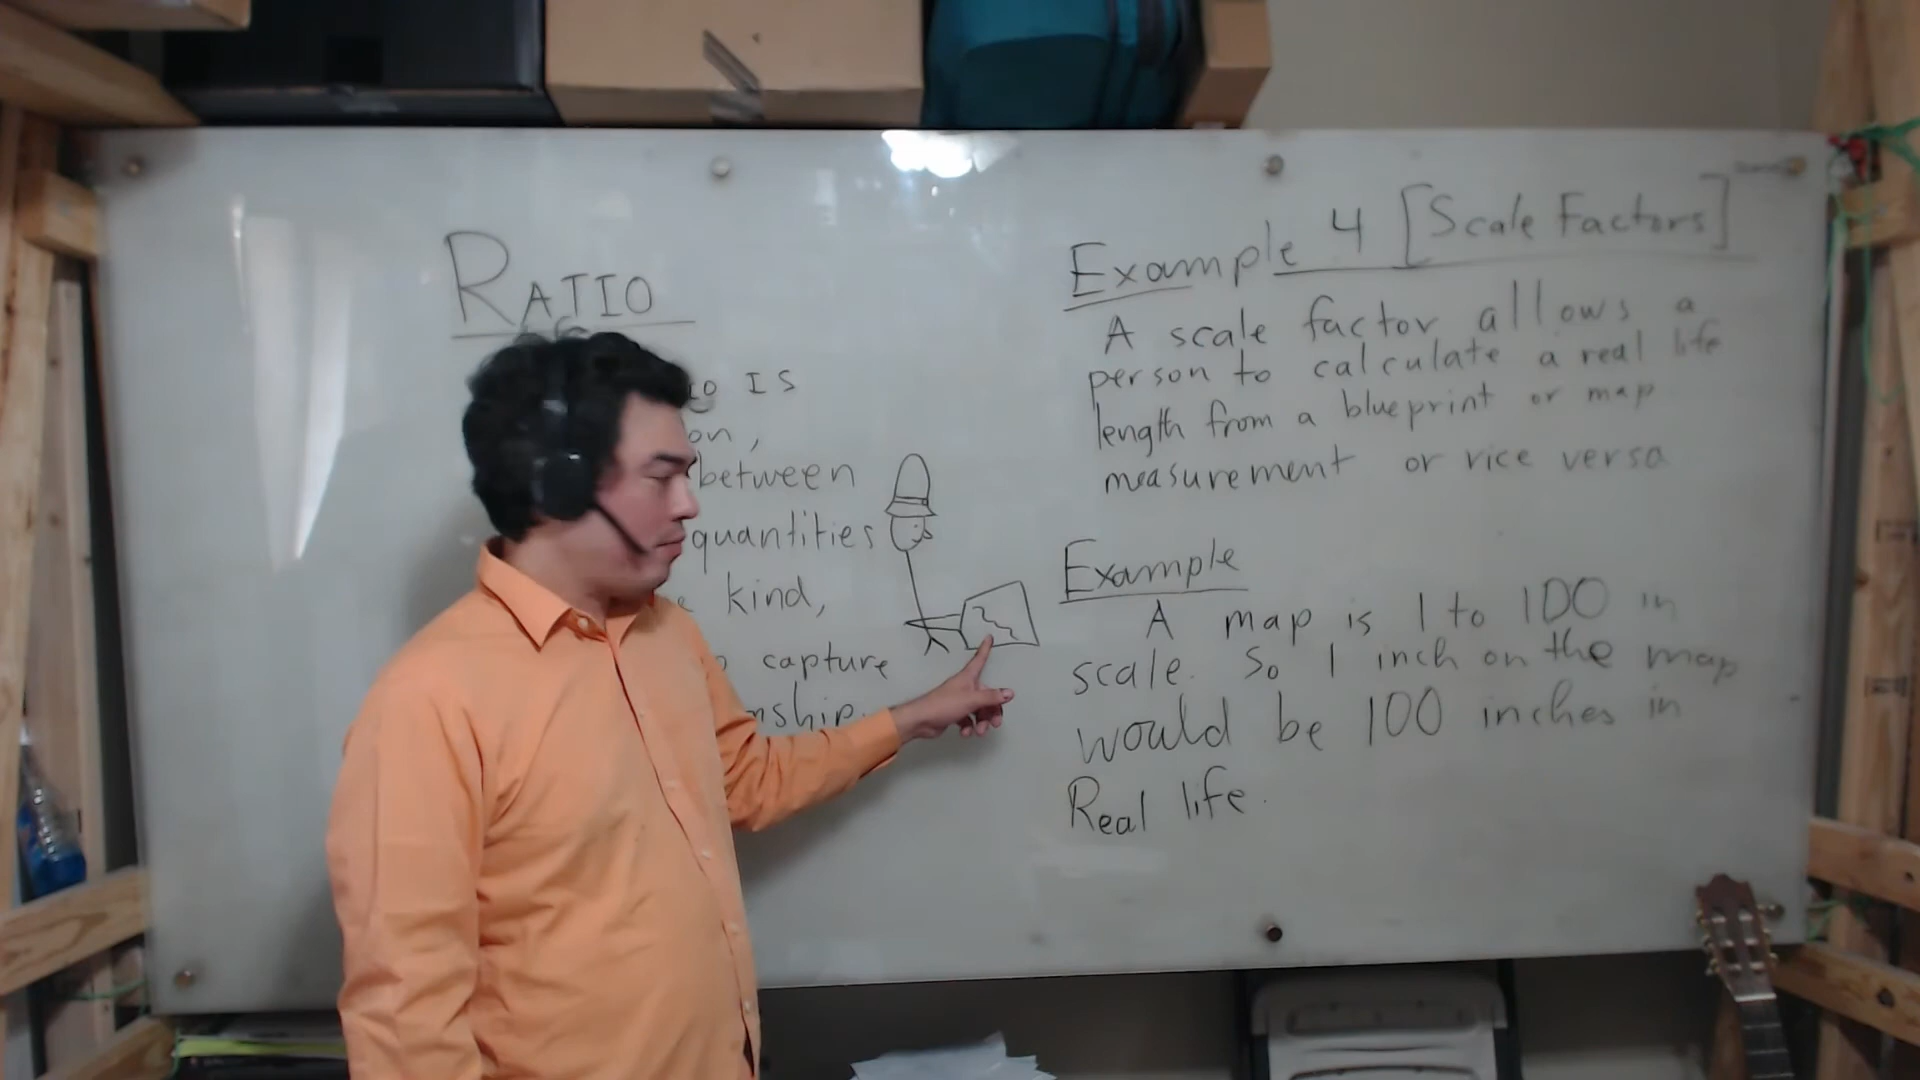 RATIO
IS
on,
between
quantities
kind,
capture
nship.
Example 4 [Scale Factors]
A scale factor allows a
person to calculate a real life
length from a blueprint or map
measurement or vice versa
Example
A map is 1 to 100 in
scale. So 1 inch on the map
would be 100 inches in
Real life.